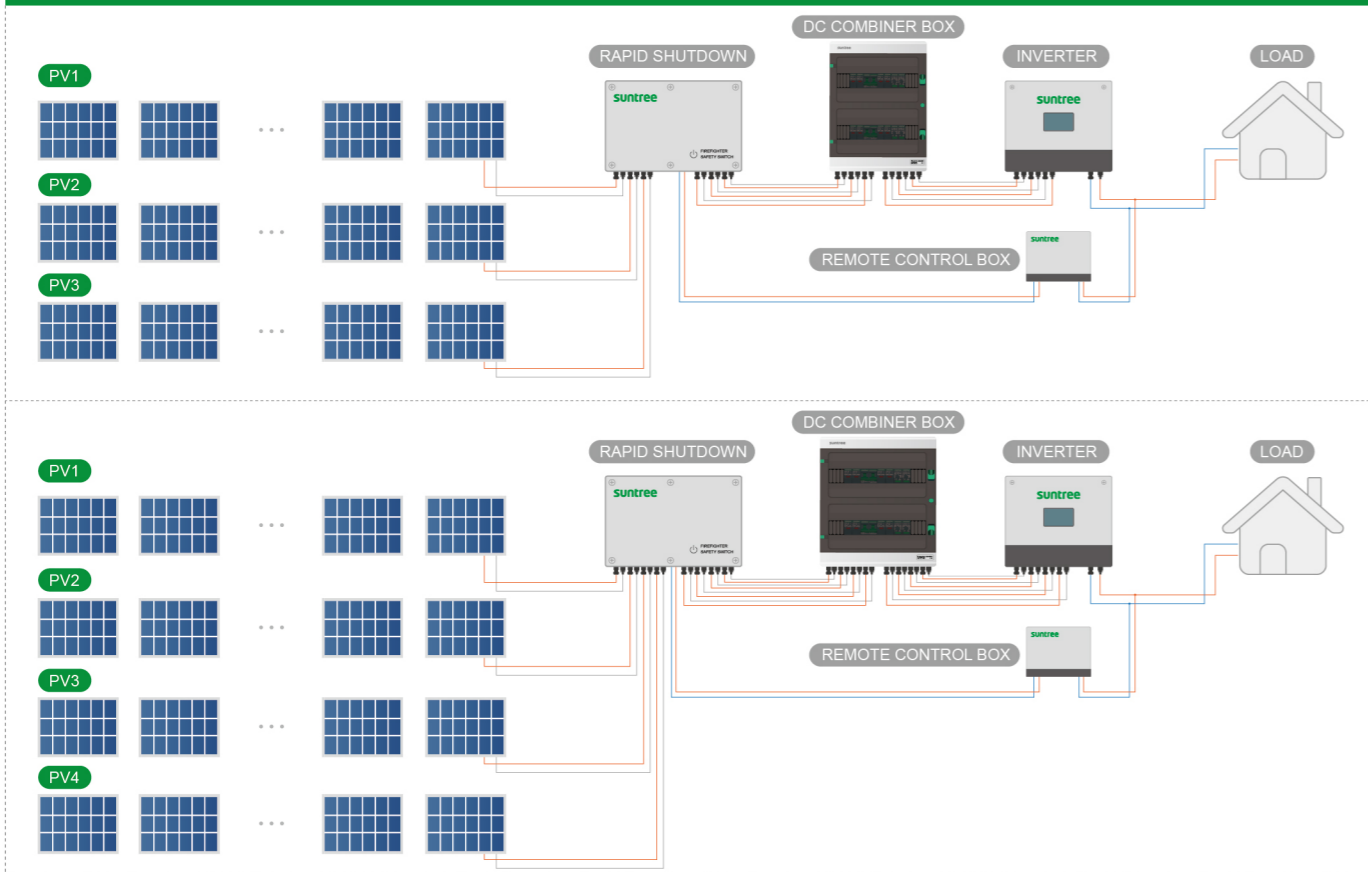 DC COMBINER BOX
RAPID SHUTDOWN
INVERTER
LOAD
PV1
suntree
suntree
FIREFIGHTER
SAFETY SWITCH
PV2
REMOTE CONTROL BOX
suntree
PV3
DC COMBINER BOX
RAPID SHUTDOWN
INVERTER
LOAD
PV1
suntree
suntree
FIREFIGHTER
SAFETY SWITCH
PV2
REMOTE CONTROL BOX
suntree
PV3
PV4